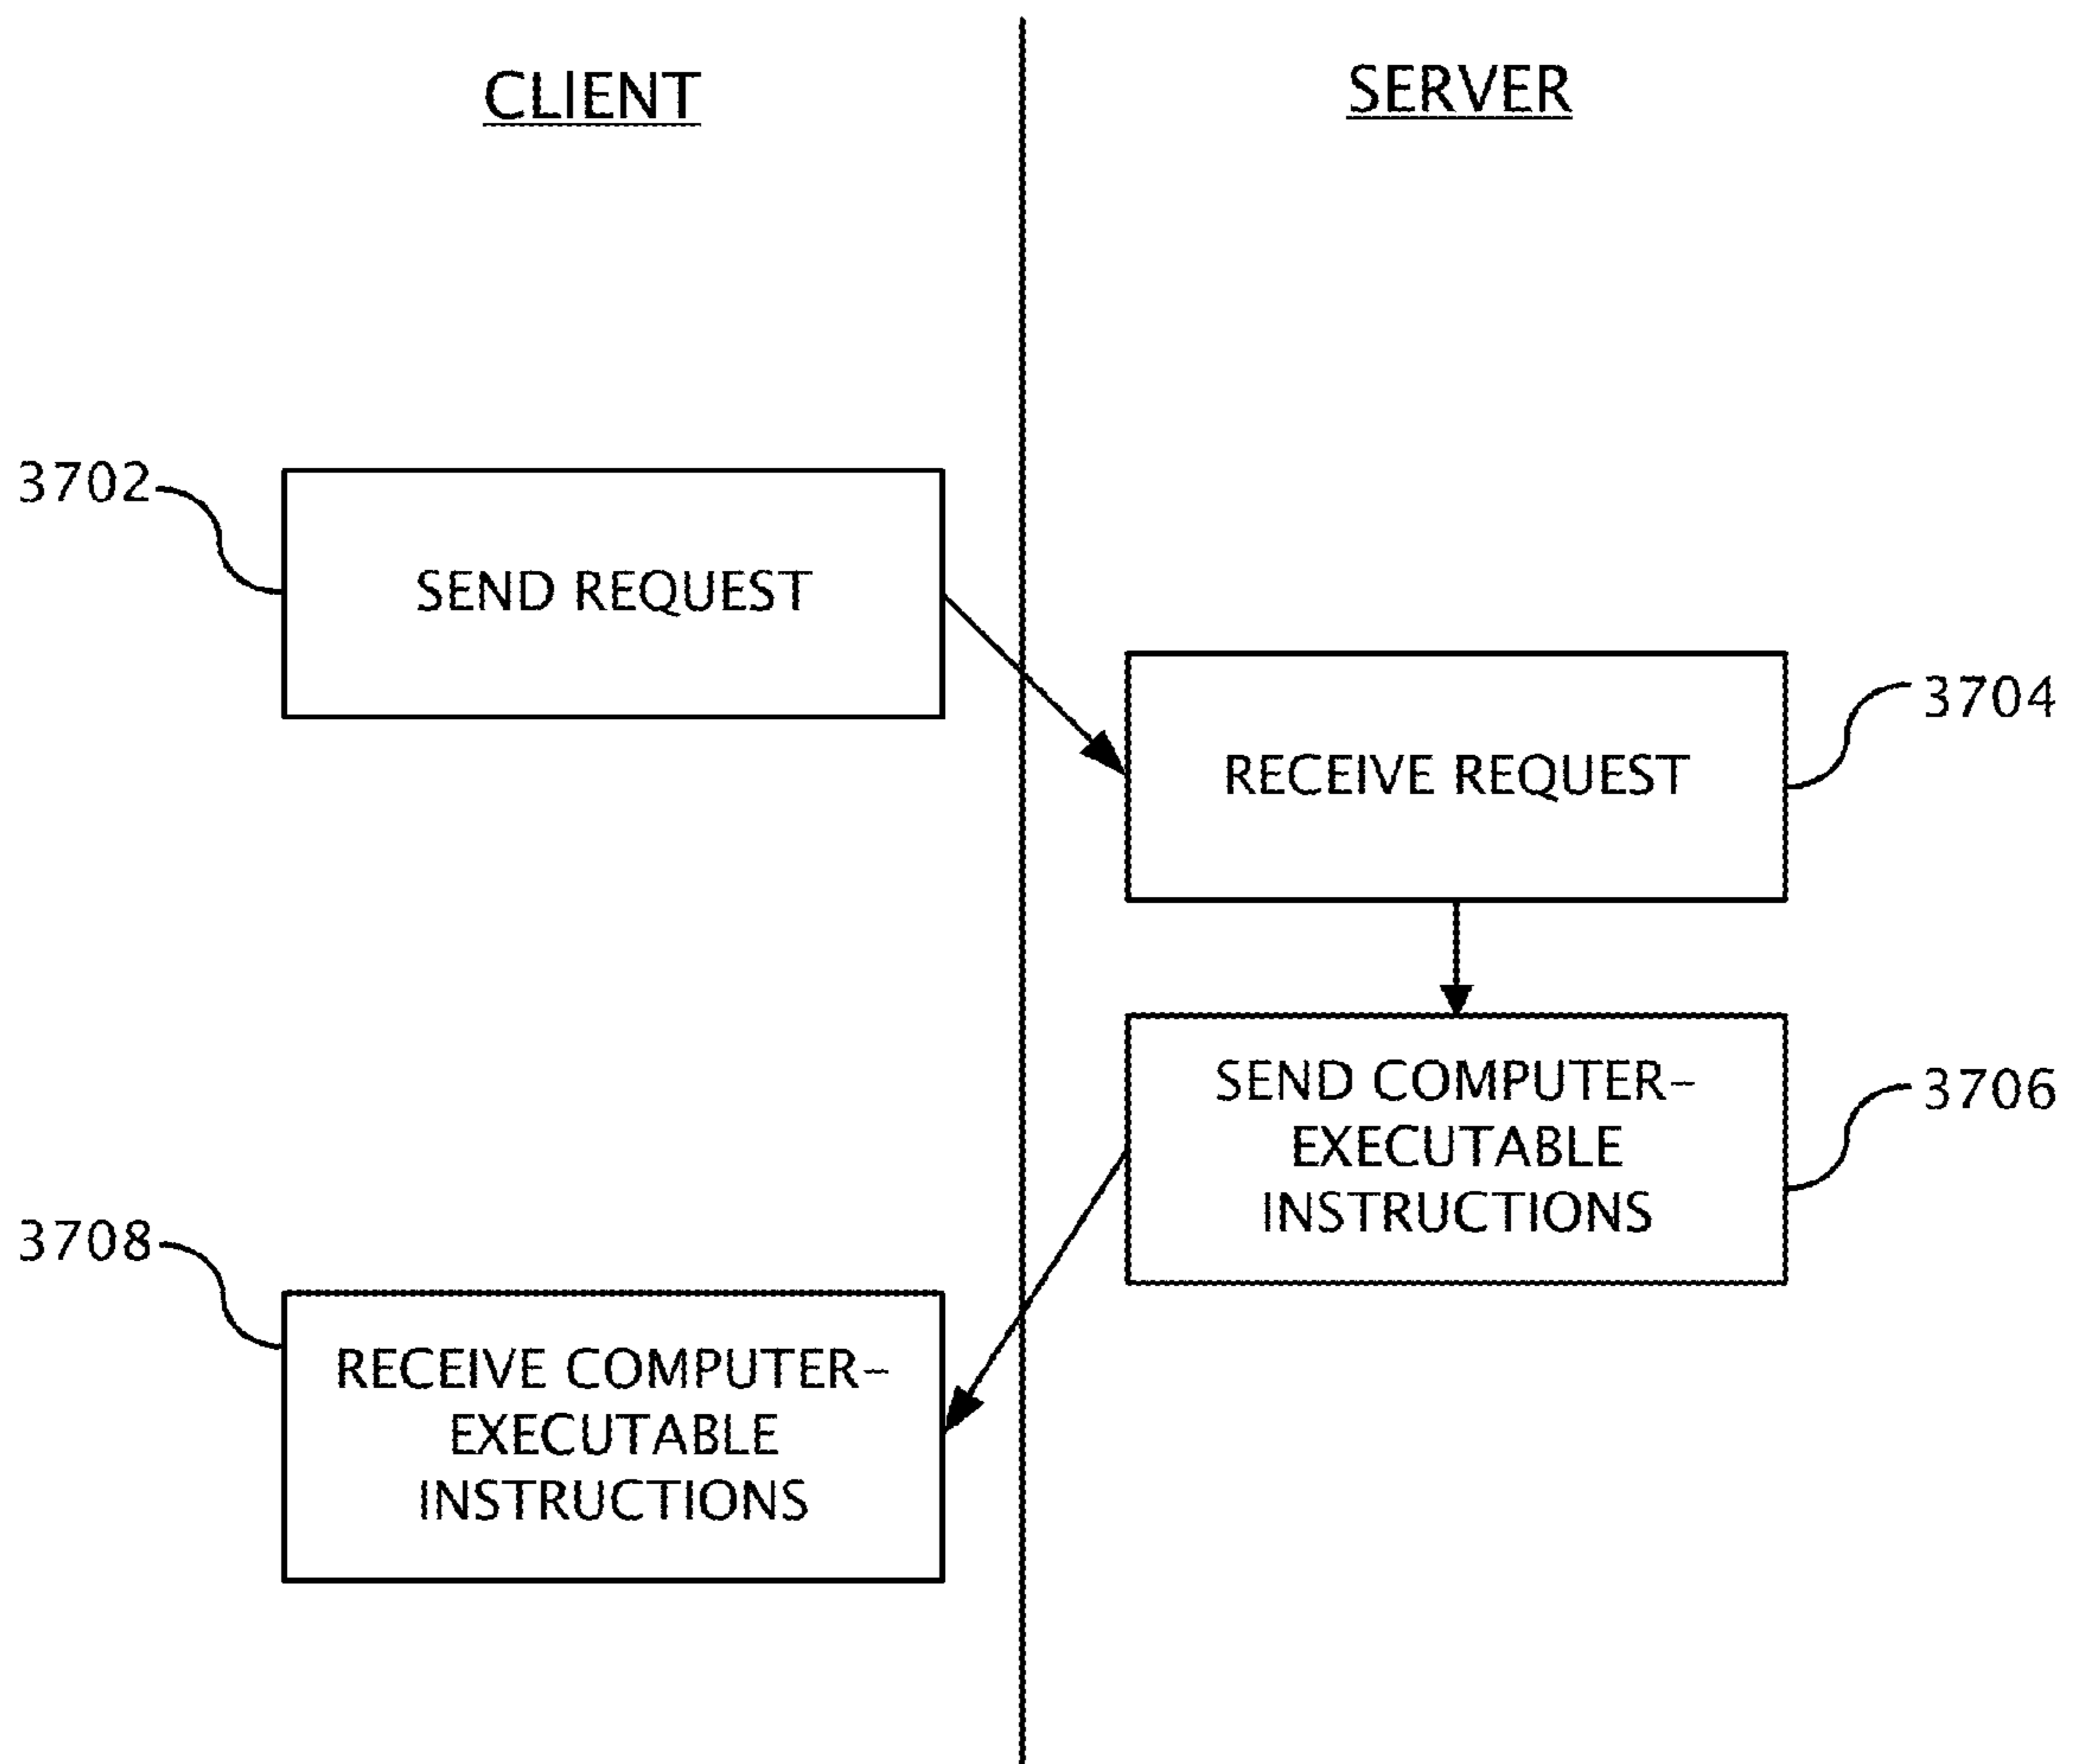 CLIENT
SERVER
3702
SEND REQUEST
3704
RECEIVE REQUEST
3706
SEND COMPUTER-
EXECUTABLE
INSTRUCTIONS
3708
RECEIVE COMPUTER-
EXECUTABLE
INSTRUCTIONS